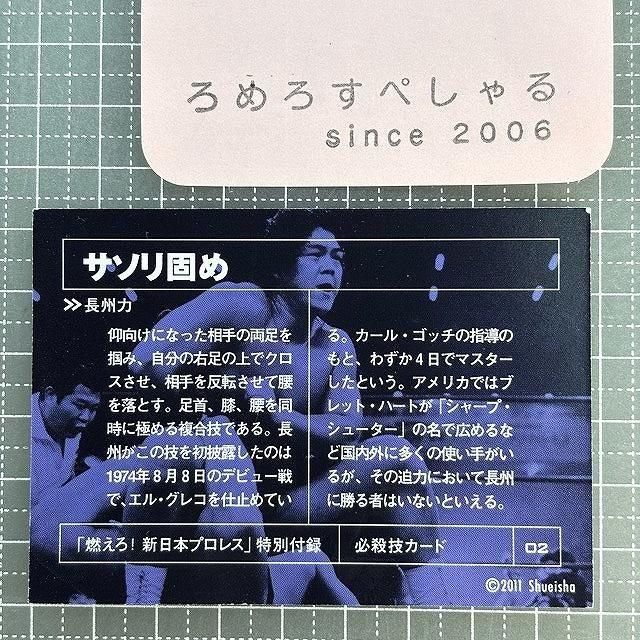 ろめろすぺしゃる
since 2006
サソリ固め
≫長州力
仰向けになった相手の両足を
掴み、自分の右足の上でクロ
スさせ、相手を反転させて腰
を落とす。足首、膝、腰を同
時に極める複合技である。長
州がこの技を初披露したのは
1974年8月8日のデビュー戦
で、エル・グレコを仕止めてい
る。カール・ゴッチの指導の
もと、わずか4日でマスター
したという。アメリカではブ
レット・ハートが「シャープ・
シューター」の名で広めるな
ど国内外に多くの使い手がい
るが、その迫力において長州
に勝る者はいないといえる。
「燃えろ!新日本プロレス」特別付録
必殺技カード
02
©2011 Shueisha